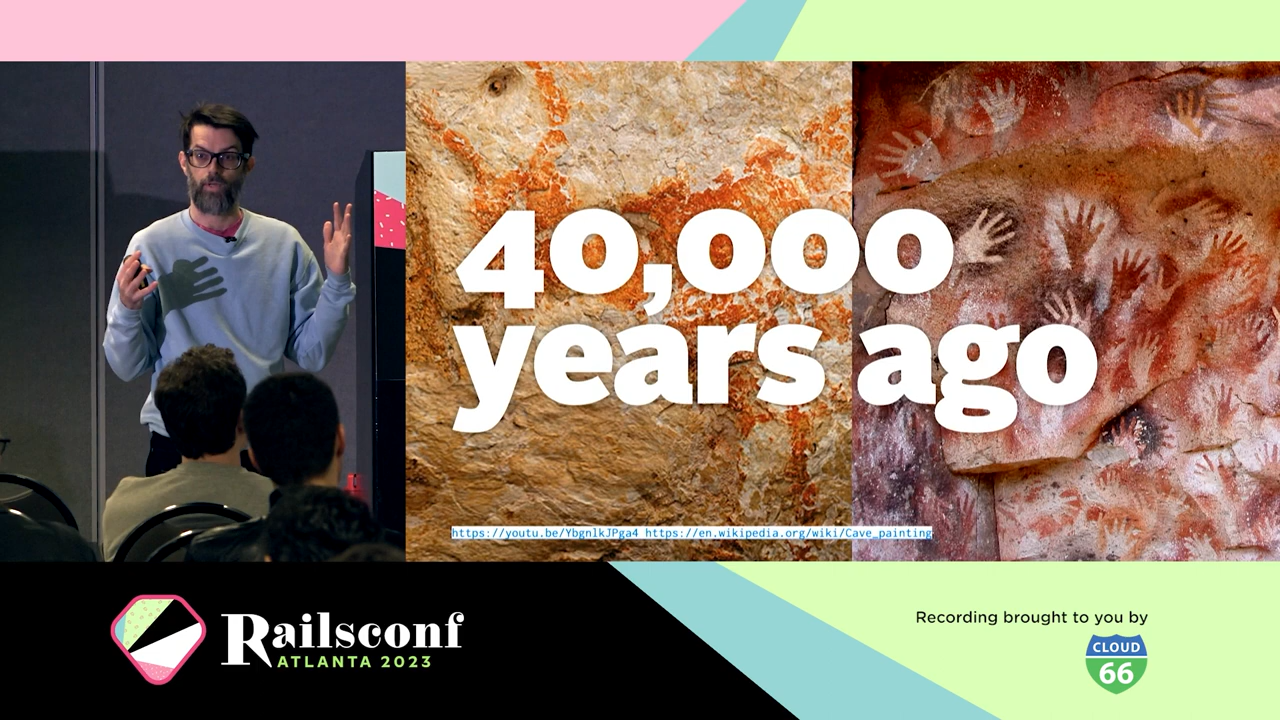 40,000
years ago
https://youtu.be/YbgnlkJPga4 https://en.wikipedia.org/wiki/Cave_painting
Railsconf
ATLANTA 2023
Recording brought to you by
CLOUD
66